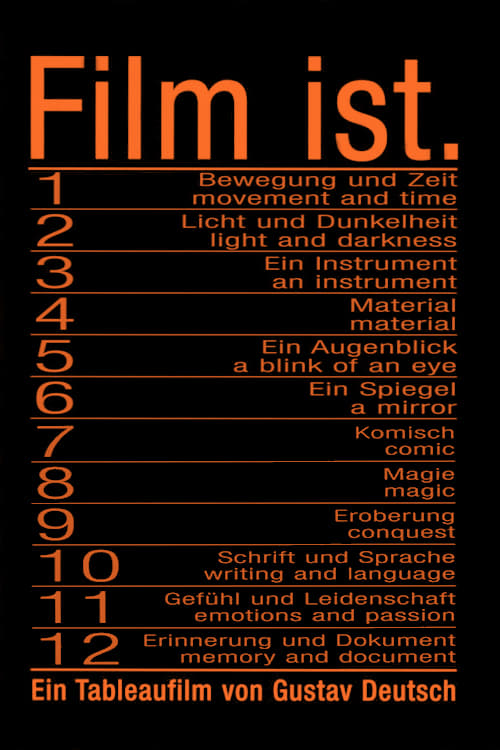 Film ist.
1
Bewegung und Zeit
movement and time
2
Licht und Dunkelheit
light and darkness
3
Ein Instrument
an instrument
4
Material
material
5
Ein Augenblick
a blink of an eye
6
Ein Spiegel
a mirror
7
Komisch
comic
8
Magie
magic
9
Eroberung
conquest
10
Schrift und Sprache
writing and language
11
Gefühl und Leidenschaft
emotions and passion
12
Erinnerung und Dokument
memory and document
Ein Tableaufilm von Gustav Deutsch